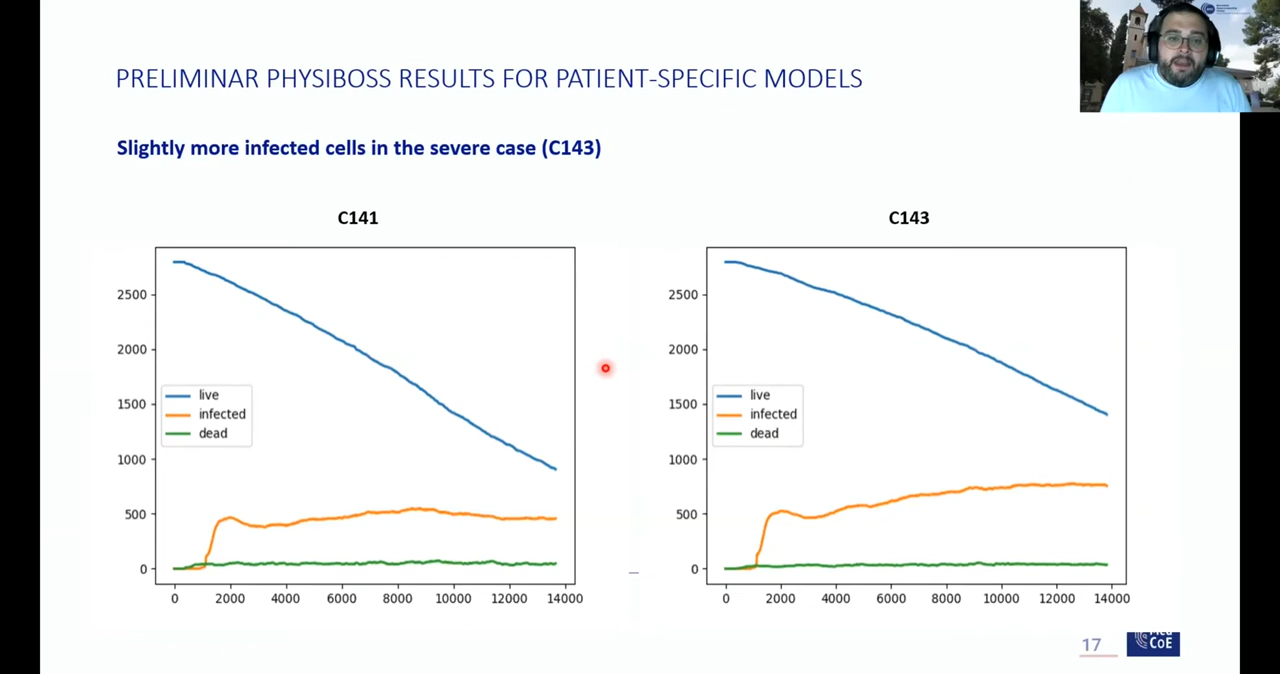 PRELIMINAR PHYSIBOSS RESULTS FOR PATIENT-SPECIFIC MODELS
Slightly more infected cells in the severe case (C143)
C141
2500
2000
1500
1000
500
0
live
infected
dead
0 2000 4000 6000 8000 10000 12000 14000
C143
2500
2000
1500
1000
500
0
live
infected
dead
0 2000 4000 6000 8000 10000 12000 14000
17
CoE